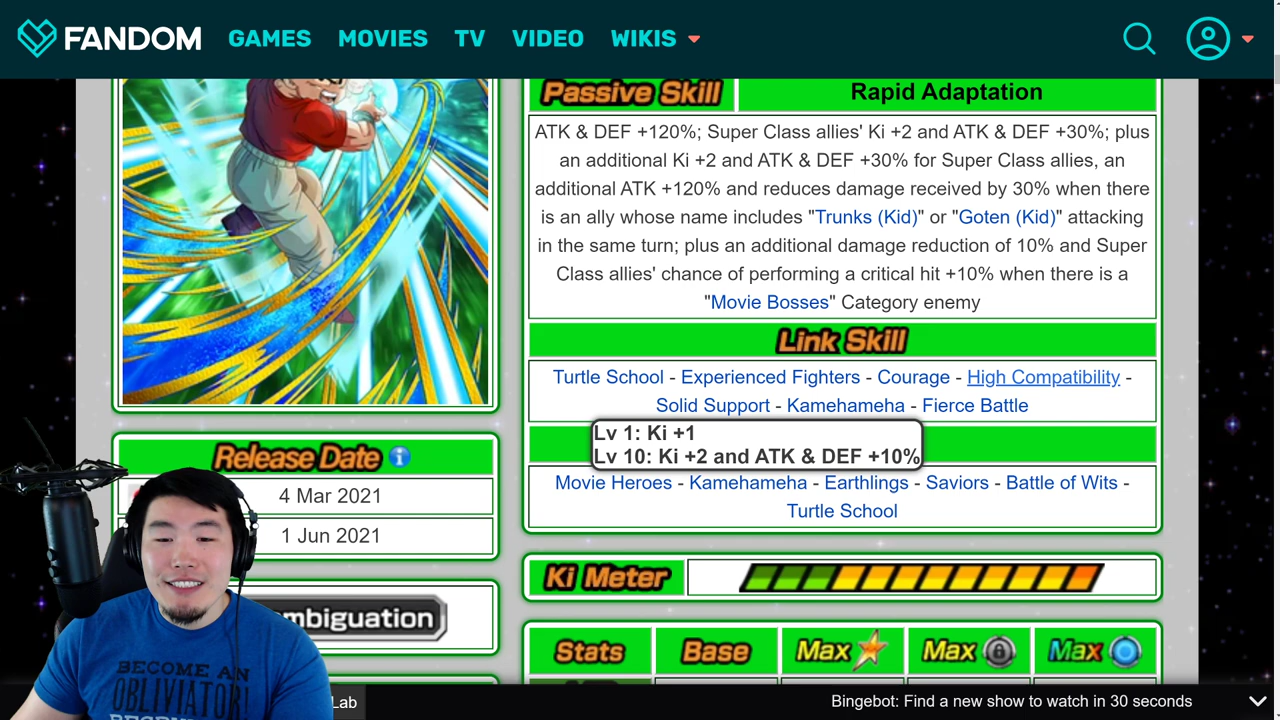 FANDOM GAMES MOVIES TV VIDEO WIKIS
Passive Skill
Rapid Adaptation
ATK & DEF +120%; Super Class allies' Ki +2 and ATK & DEF +30%; plus
an additional Ki +2 and ATK & DEF +30% for Super Class allies, an
additional ATK +120% and reduces damage received by 30% when there
is an ally whose name includes "Trunks (Kid)" or "Goten (Kid)" attacking
in the same turn; plus an additional damage reduction of 10% and Super
Class allies' chance of performing a critical hit +10% when there is a
"Movie Bosses" Category enemy
Link Skill
Turtle School - Experienced Fighters - Courage - High Compatibility -
Solid Support - Kamehameha - Fierce Battle
Lv 1: Ki +1
Lv 10: Ki +2 and ATK & DEF +10%
Movie Heroes - Kamehameha - Earthlings - Saviors - Battle of Wits -
Turtle School
Release Date i
4 Mar 2021
1 Jun 2021
mbiguation
Ki Meter
Stats Base Max Max Max
BECOME AN
OBLIVIATOR!
Lab
Bingebot: Find a new show to watch in 30 seconds